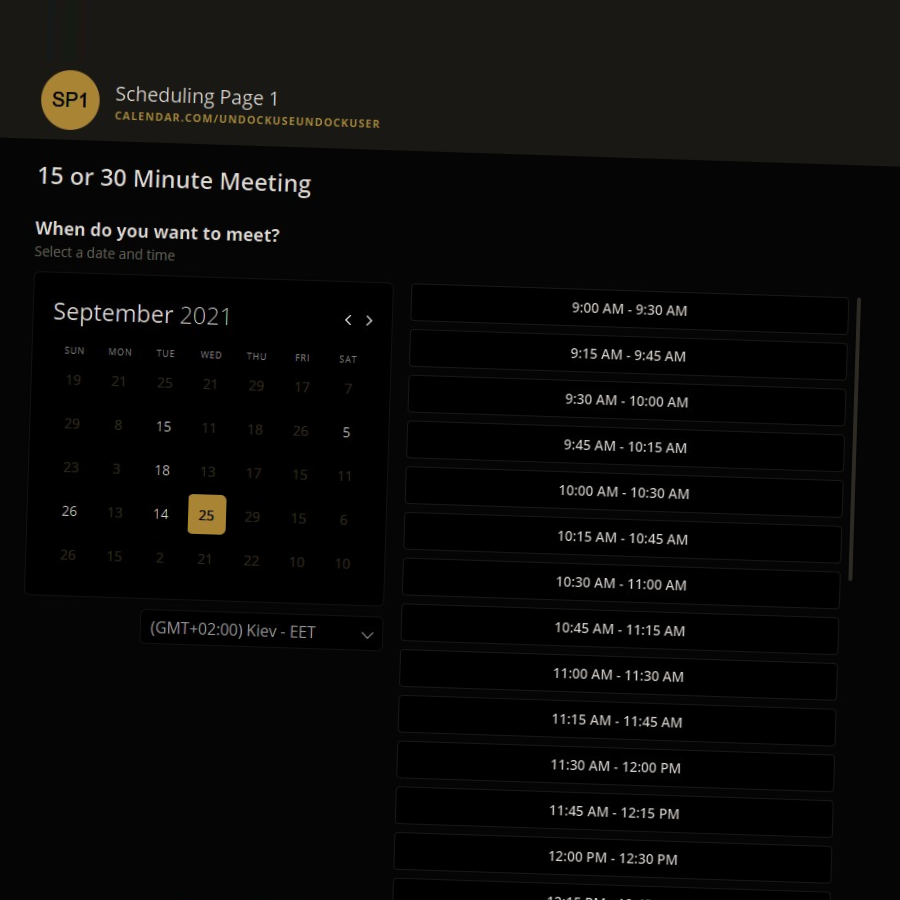 SP1
Scheduling Page 1
CALENDAR.COM/UNDOCKUSEUNDOCKUSER
15 or 30 Minute Meeting
When do you want to meet?
Select a date and time
September 2021
SUN MON TUE WED THU FRI SAT
19 21 25 21 29 17 7
29 8 15 11 18 26 5
23 3 18 13 17 15 11
26 13 14 25 29 15 6
26 15 2 21 22 10 10
(GMT+02:00) Kiev - EET
9:00 AM - 9:30 AM
9:15 AM - 9:45 AM
9:30 AM - 10:00 AM
9:45 AM - 10:15 AM
10:00 AM - 10:30 AM
10:15 AM - 10:45 AM
10:30 AM - 11:00 AM
10:45 AM - 11:15 AM
11:00 AM - 11:30 AM
11:15 AM - 11:45 AM
11:30 AM - 12:00 PM
11:45 AM - 12:15 PM
12:00 PM - 12:30 PM